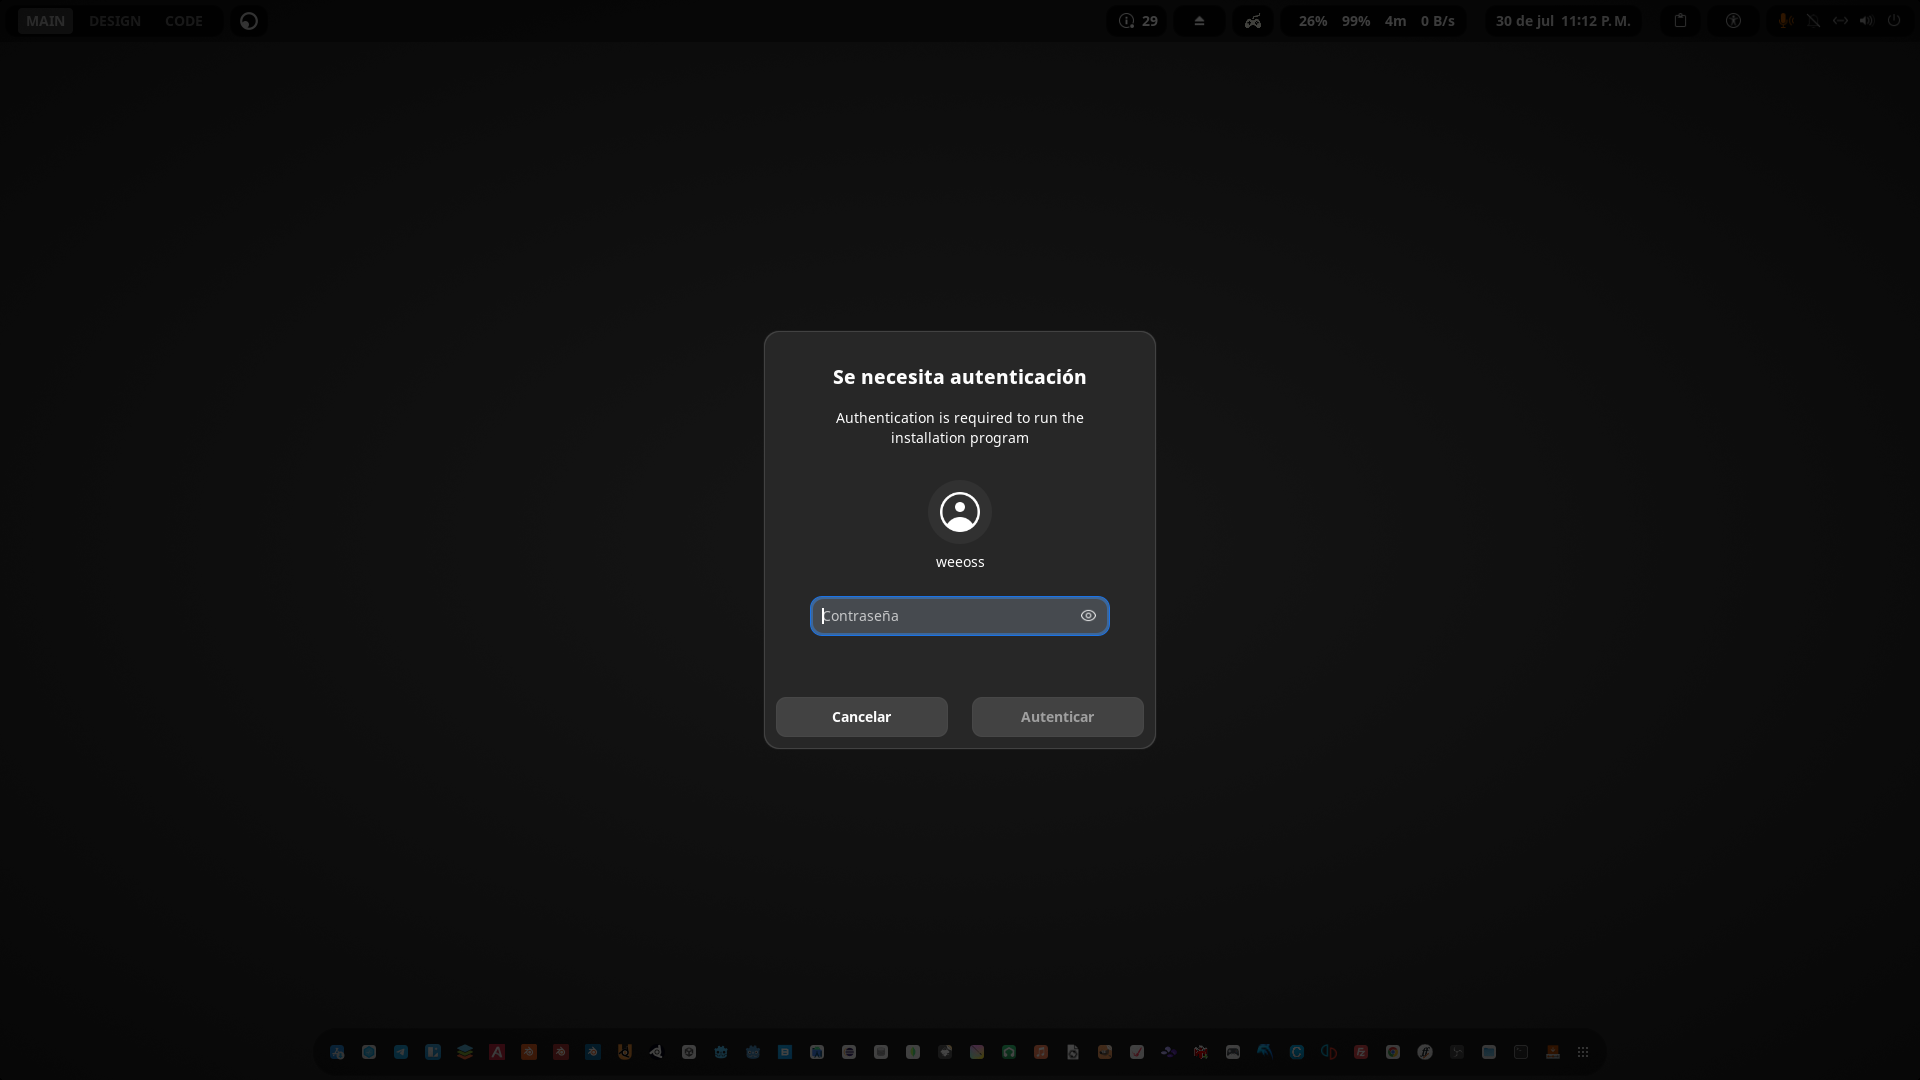 MAIN DESIGN CODE 29 26% 99% 4m 0 B/s 30 de jul 11:12 P. M.
Se necesita autenticación
Authentication is required to run the
installation program
weeoss
Contraseña
Cancelar Autenticar